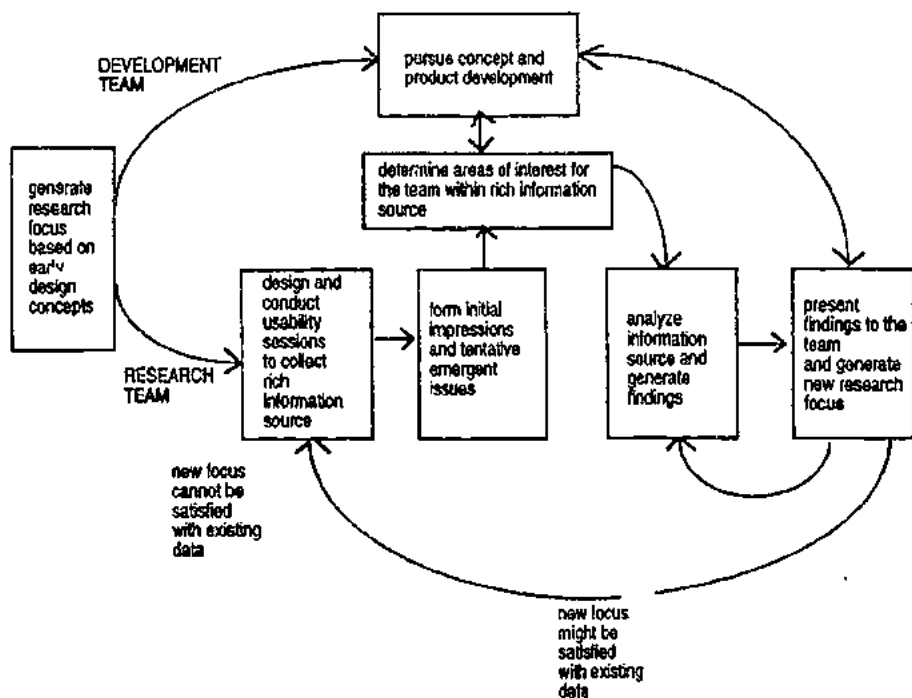 DEVELOPMENT
TEAM
pursue concept and
product development
generate
research
focus
based on
early
design
concepts
determine areas of interest for
the team within rich information
source
RESEARCH
TEAM
design and
conduct
usability
sessions
to collect
rich
information
source
form initial
impressions
and tentative
emergent
issues
analyze
information
source and
generate
findings
present
findings to the
team
and generate
new research
focus
new focus
cannot be
satisfied
with existing
data
new focus
might be
satisfied
with existing
data